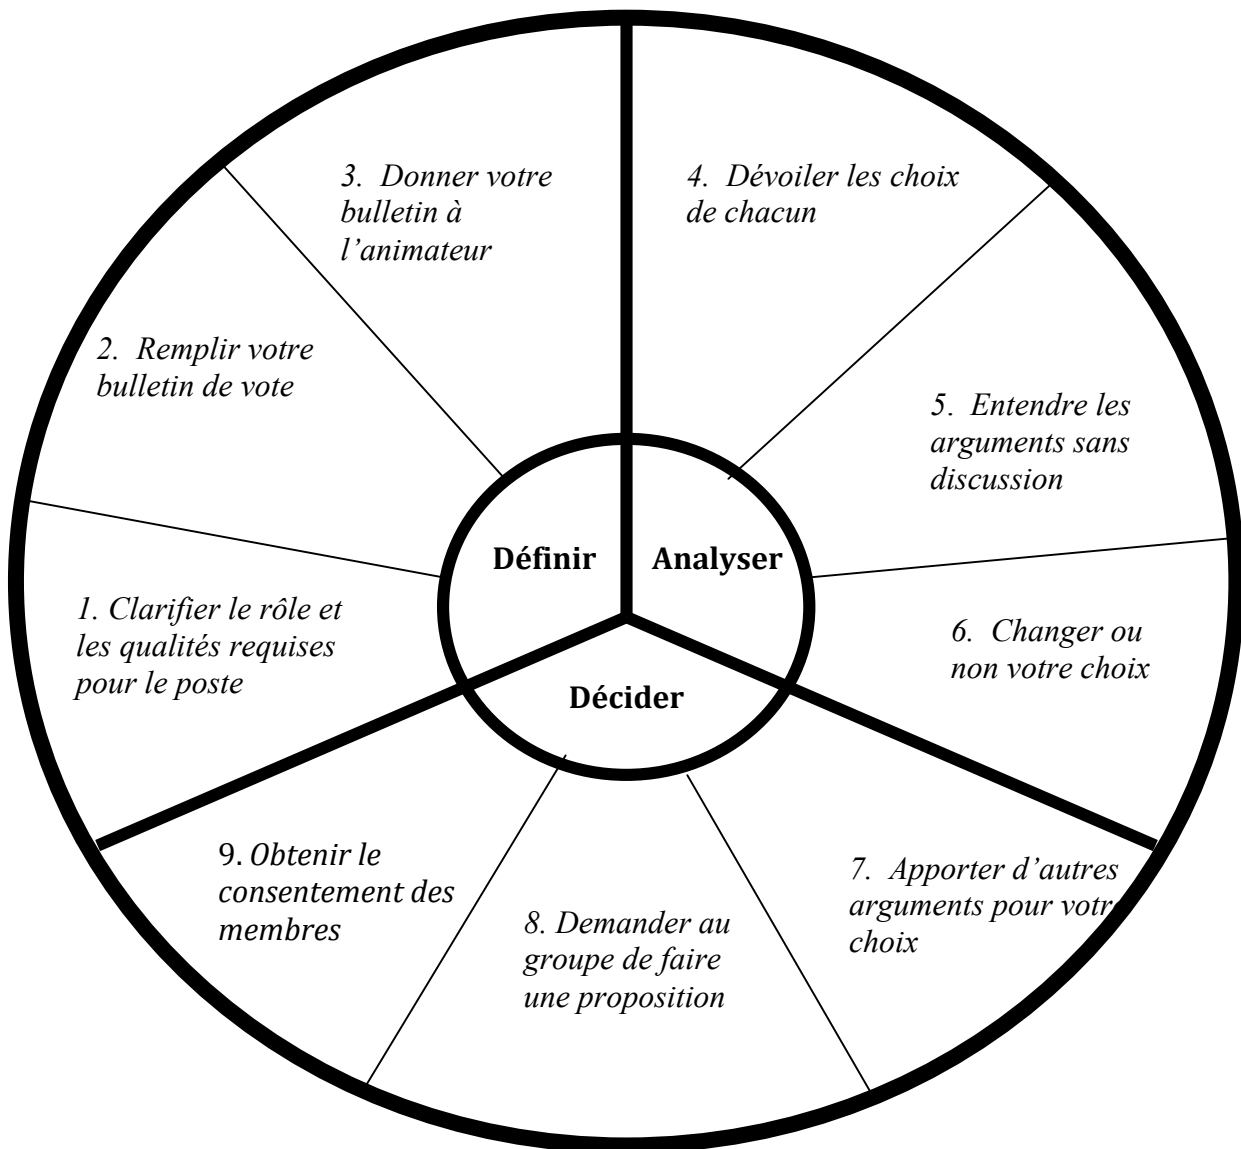 3. Donner votre
bulletin à
l’animateur
4. Dévoiler les choix
de chacun
2. Remplir votre
bulletin de vote
5. Entendre les
arguments sans
discussion
Définir
Analyser
1. Clarifier le rôle et
les qualités requises
pour le poste
6. Changer ou
non votre choix
Décider
9. Obtenir le
consentement des
membres
8. Demander au
groupe de faire
une proposition
7. Apporter d’autres
arguments pour votre
choix